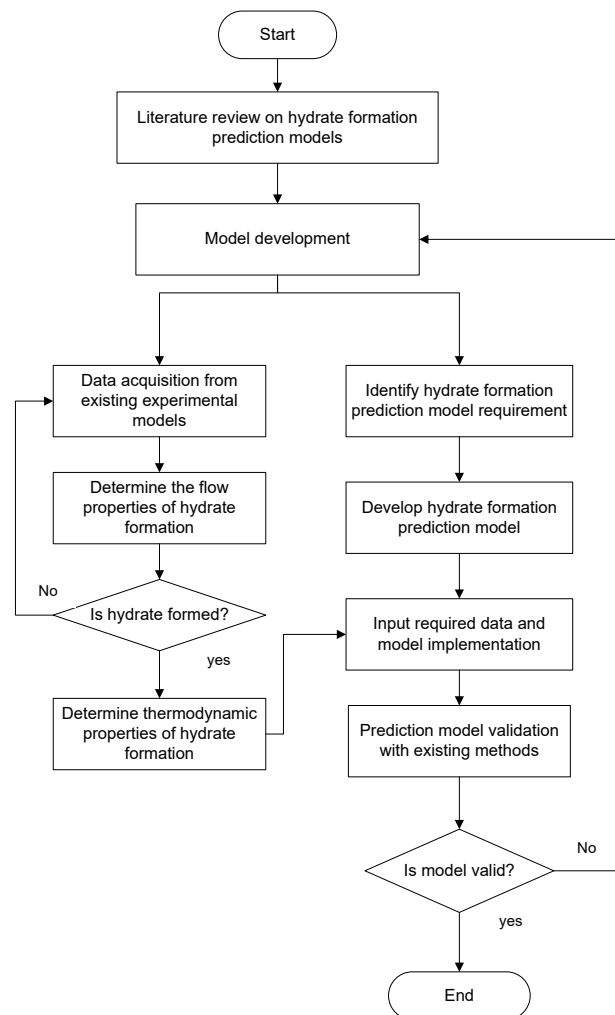 Start
Literature review on hydrate formation
prediction models
Model development
Data acquisition from
existing experimental
models
Identify hydrate formation
prediction model requirement
Determine the flow
properties of hydrate
formation
Develop hydrate formation
prediction model
No
Is hydrate formed?
yes
Input required data and
model implementation
Determine thermodynamic
properties of hydrate
formation
Prediction model validation
with existing methods
Is model valid?
No
yes
End